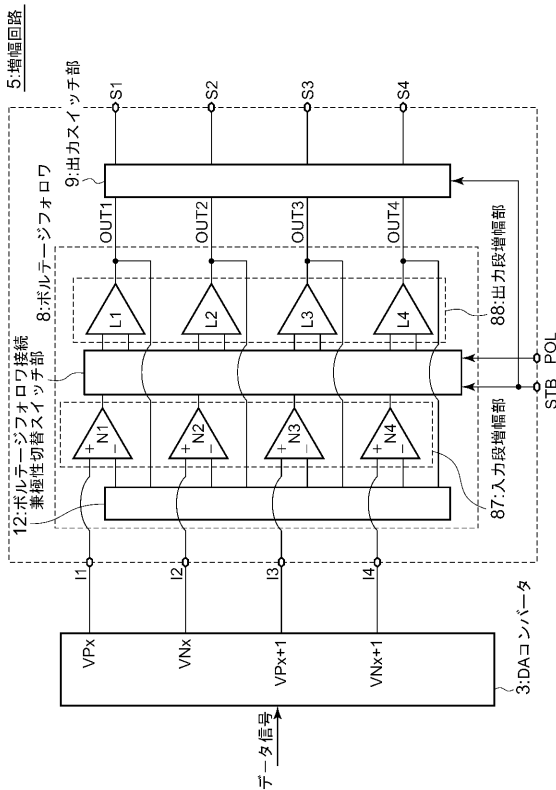 5:増幅回路
データ信号
3:DAコンバータ
VPx
VNx
VPx+1
VNx+1
I1
I2
I3
I4
12:ボルテージフォロワ接続
兼極性切替スイッチ部
8:ボルテージフォロワ
9:出力スイッチ部
+
−
N1
+
−
N2
+
−
N3
+
−
N4
87:入力段増幅部
L1
L2
L3
L4
88:出力段増幅部
OUT1
OUT2
OUT3
OUT4
S1
S2
S3
S4
STB
POL